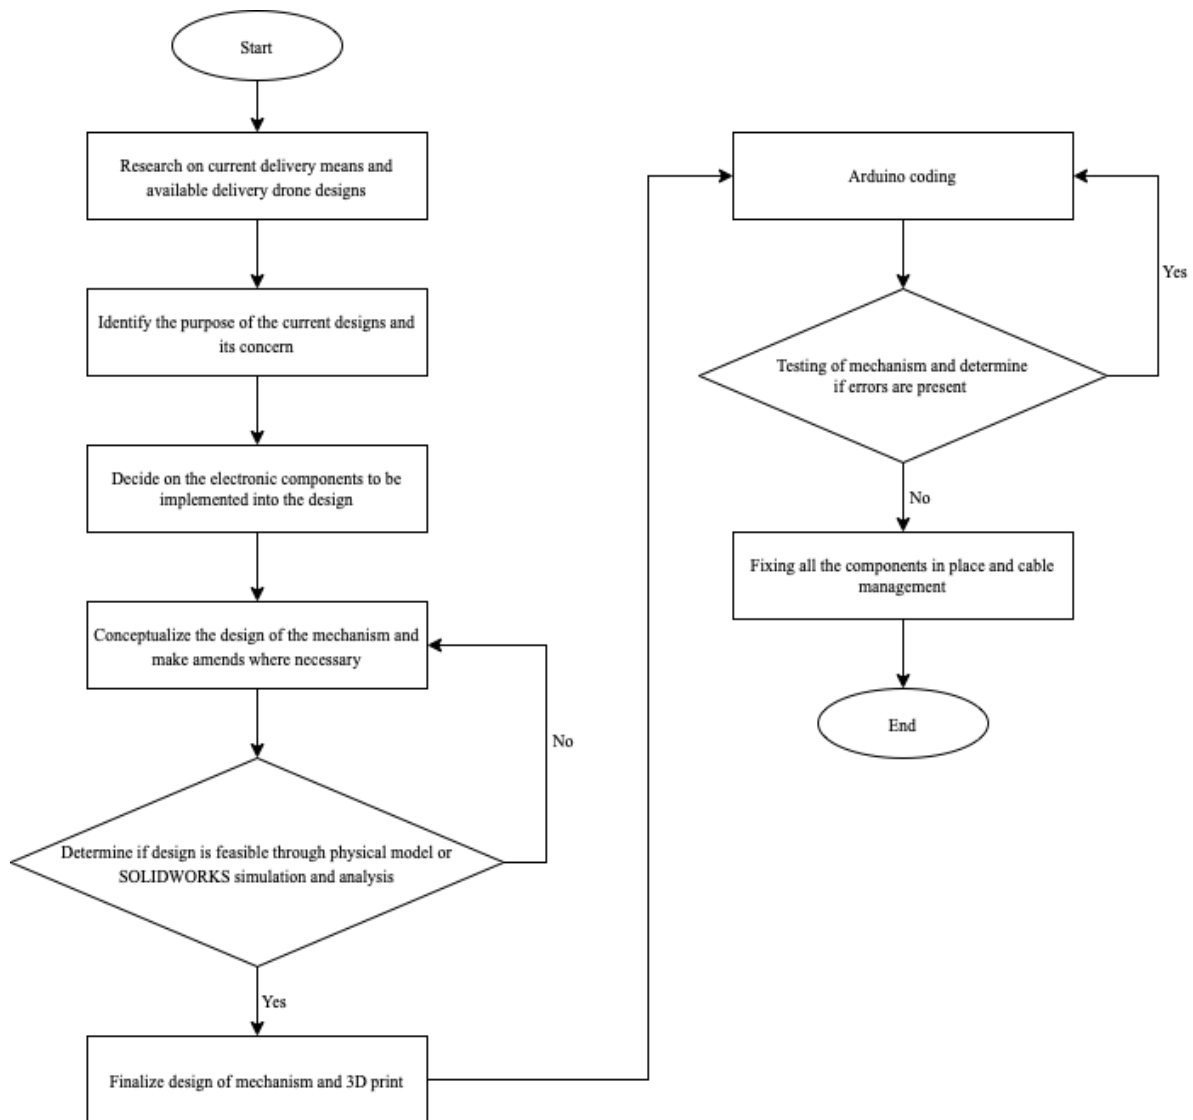 Start
Research on current delivery means and
available delivery drone designs
Identify the purpose of the current designs and
its concern
Decide on the electronic components to be
implemented into the design
Conceptualize the design of the mechanism and
make amends where necessary
No
Determine if design is feasible through physical model or
SOLIDWORKS simulation and analysis
Yes
Finalize design of mechanism and 3D print
Arduino coding
Yes
Testing of mechanism and determine
if errors are present
No
Fixing all the components in place and cable
management
End